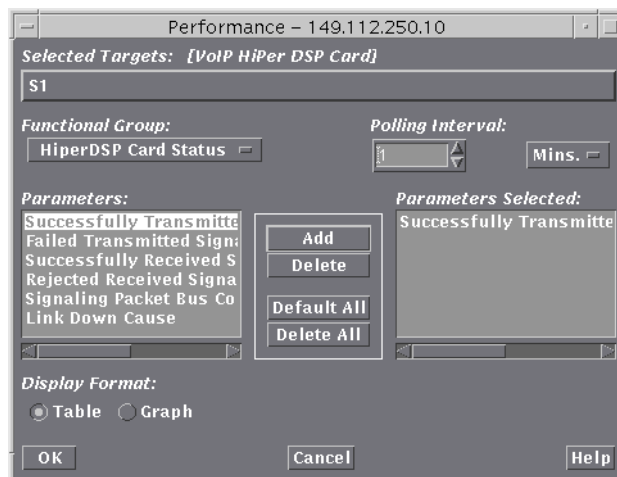 Performance – 149.112.250.10
Selected Targets: [VoIP HiPer DSP Card]
S1
Functional Group:
HiperDSP Card Status
Polling Interval:
1
Mins.
Parameters:
Successfully Transmitte
Failed Transmitted Signa
Successfully Received S
Rejected Received Signa
Signaling Packet Bus Co
Link Down Cause
Add
Delete
Default All
Delete All
Parameters Selected:
Successfully Transmitte
Display Format:
Table
Graph
OK
Cancel
Help